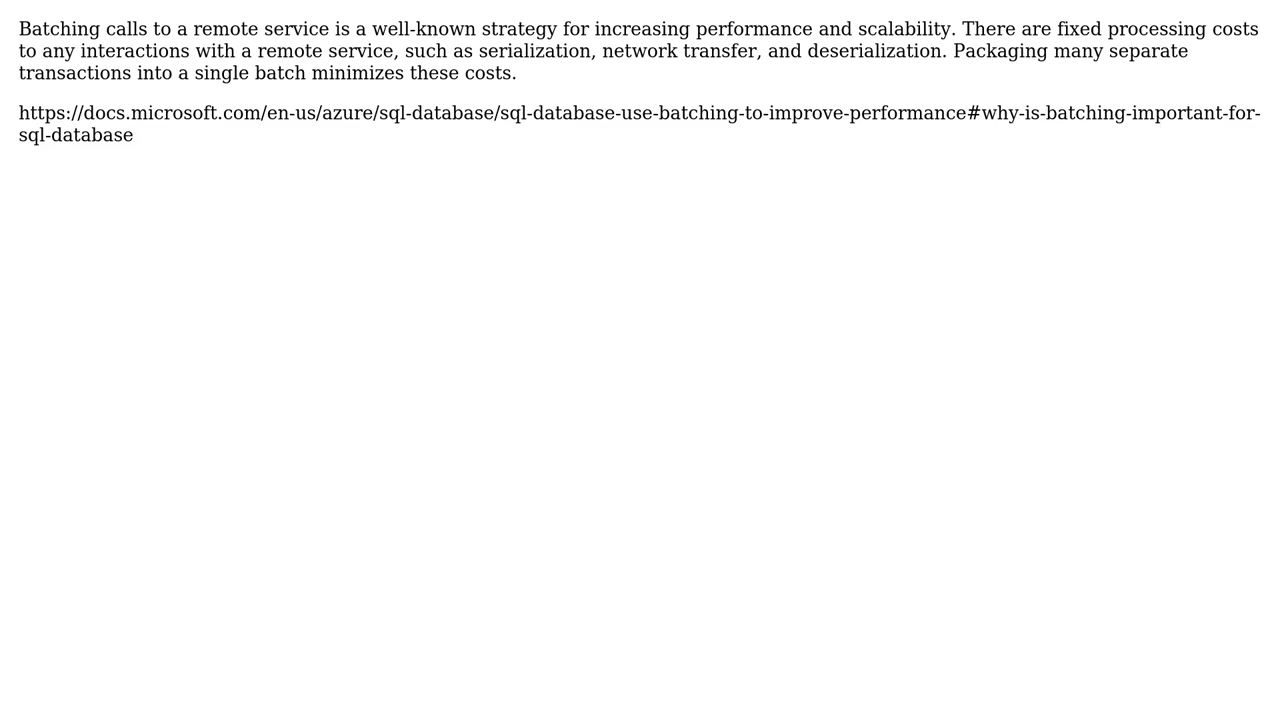 Batching calls to a remote service is a well-known strategy for increasing performance and scalability. There are fixed processing costs
to any interactions with a remote service, such as serialization, network transfer, and deserialization. Packaging many separate
transactions into a single batch minimizes these costs.
https://docs.microsoft.com/en-us/azure/sql-database/sql-database-use-batching-to-improve-performance#why-is-batching-important-for-
sql-database